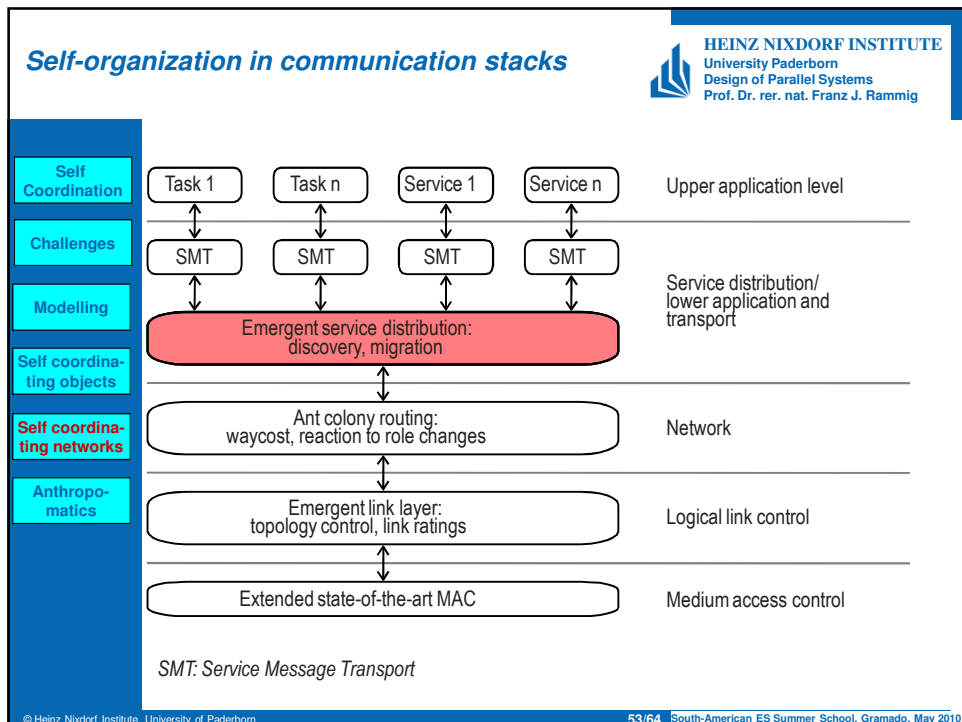 Self-organization in communication stacks
HEINZ NIXDORF INSTITUTE
University Paderborn
Design of Parallel Systems
Prof. Dr. rer. nat. Franz J. Rammig
Self
Coordination
Challenges
Modelling
Self coordina-
ting objects
Self coordina-
ting networks
Anthropo-
matics
Task 1
Task n
Service 1
Service n
Upper application level
SMT
SMT
SMT
SMT
Service distribution/
lower application and
transport
Emergent service distribution:
discovery, migration
Ant colony routing:
waycost, reaction to role changes
Network
Emergent link layer:
topology control, link ratings
Logical link control
Extended state-of-the-art MAC
Medium access control
SMT: Service Message Transport
© Heinz Nixdorf Institute, University of Paderborn
53/64 South-American ES Summer School, Gramado, May 2010